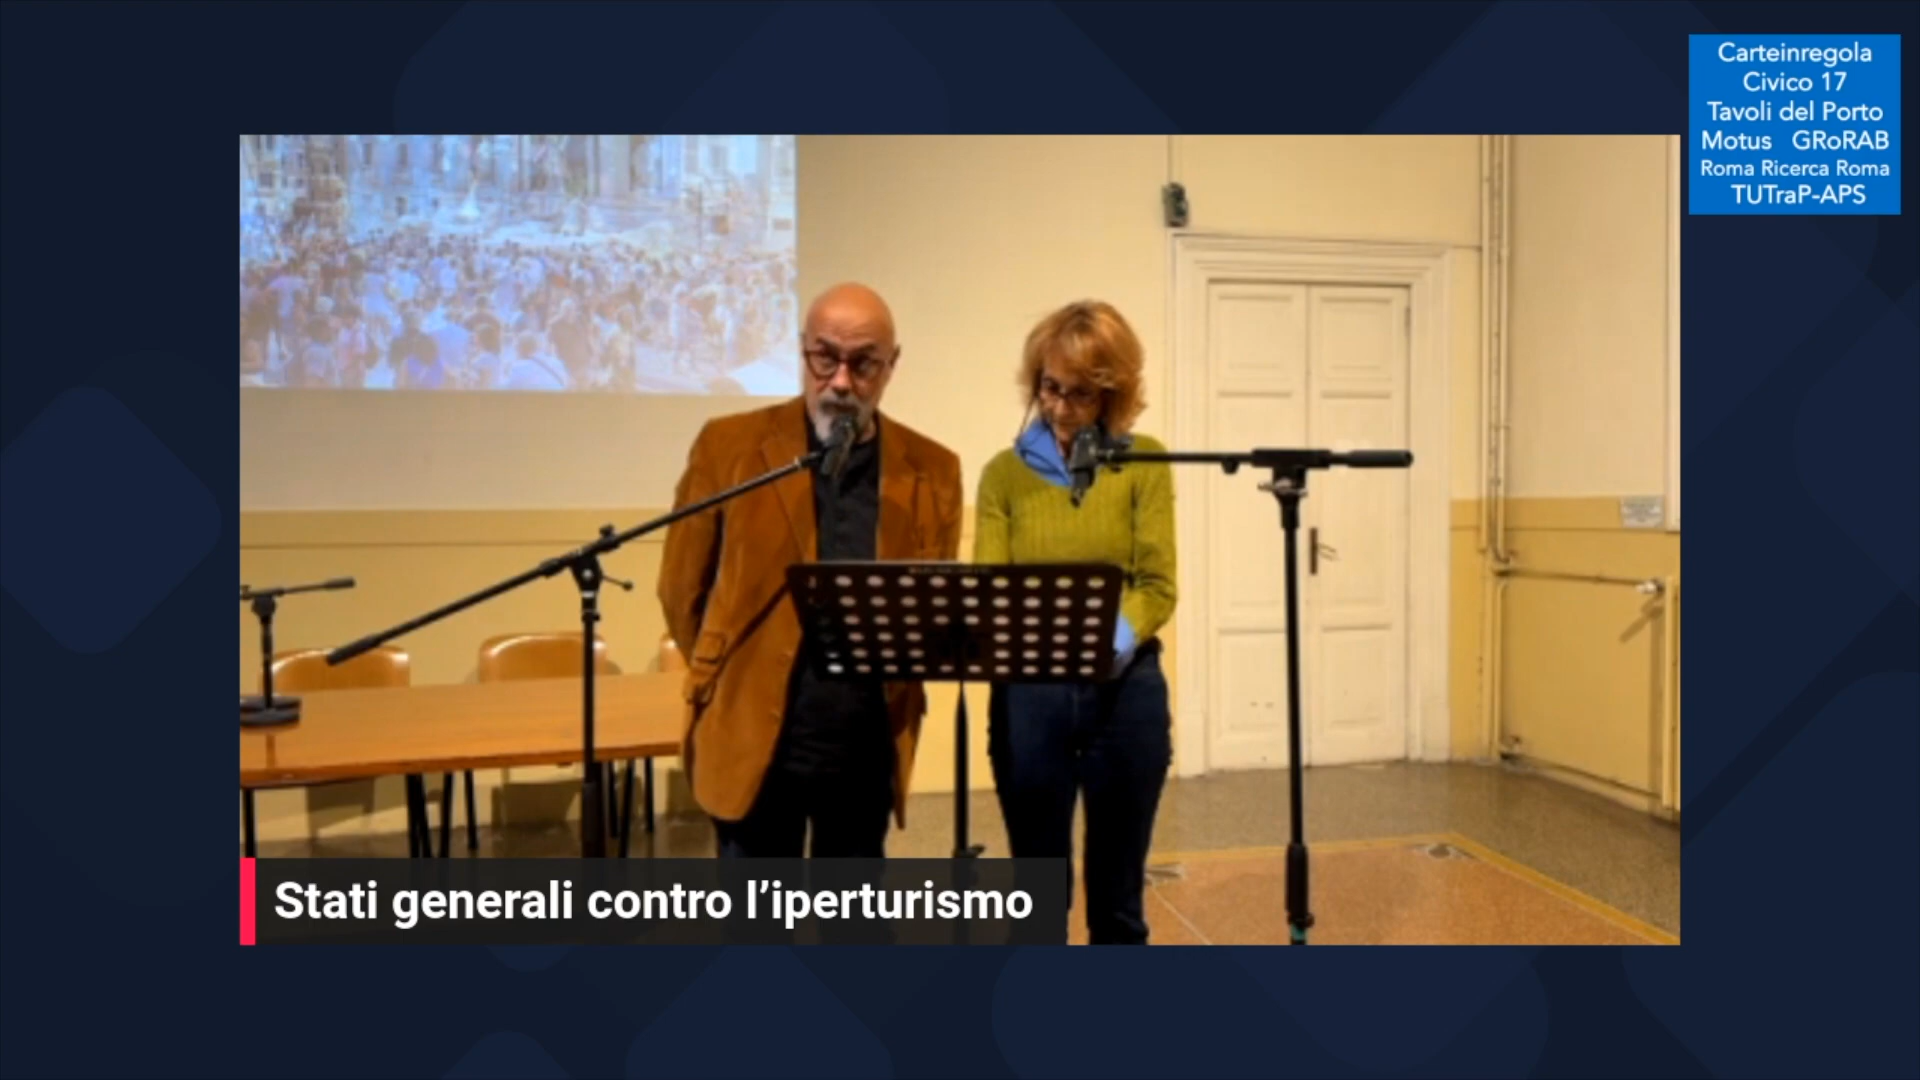 Carteinregola
Civico 17
Tavoli del Porto
Motus GRoRAB
Roma Ricerca Roma
TUTraP-APS
Stati generali contro l’iperturismo